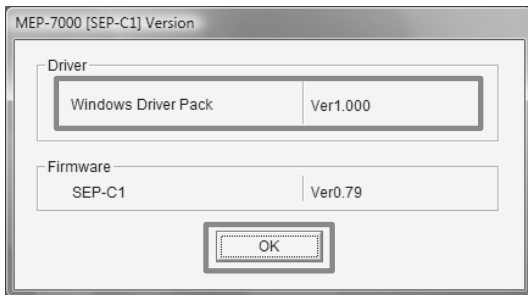 MEP-7000 [SEP-C1] Version
Driver
Windows Driver Pack Ver1.000
Firmware
SEP-C1 Ver0.79
OK